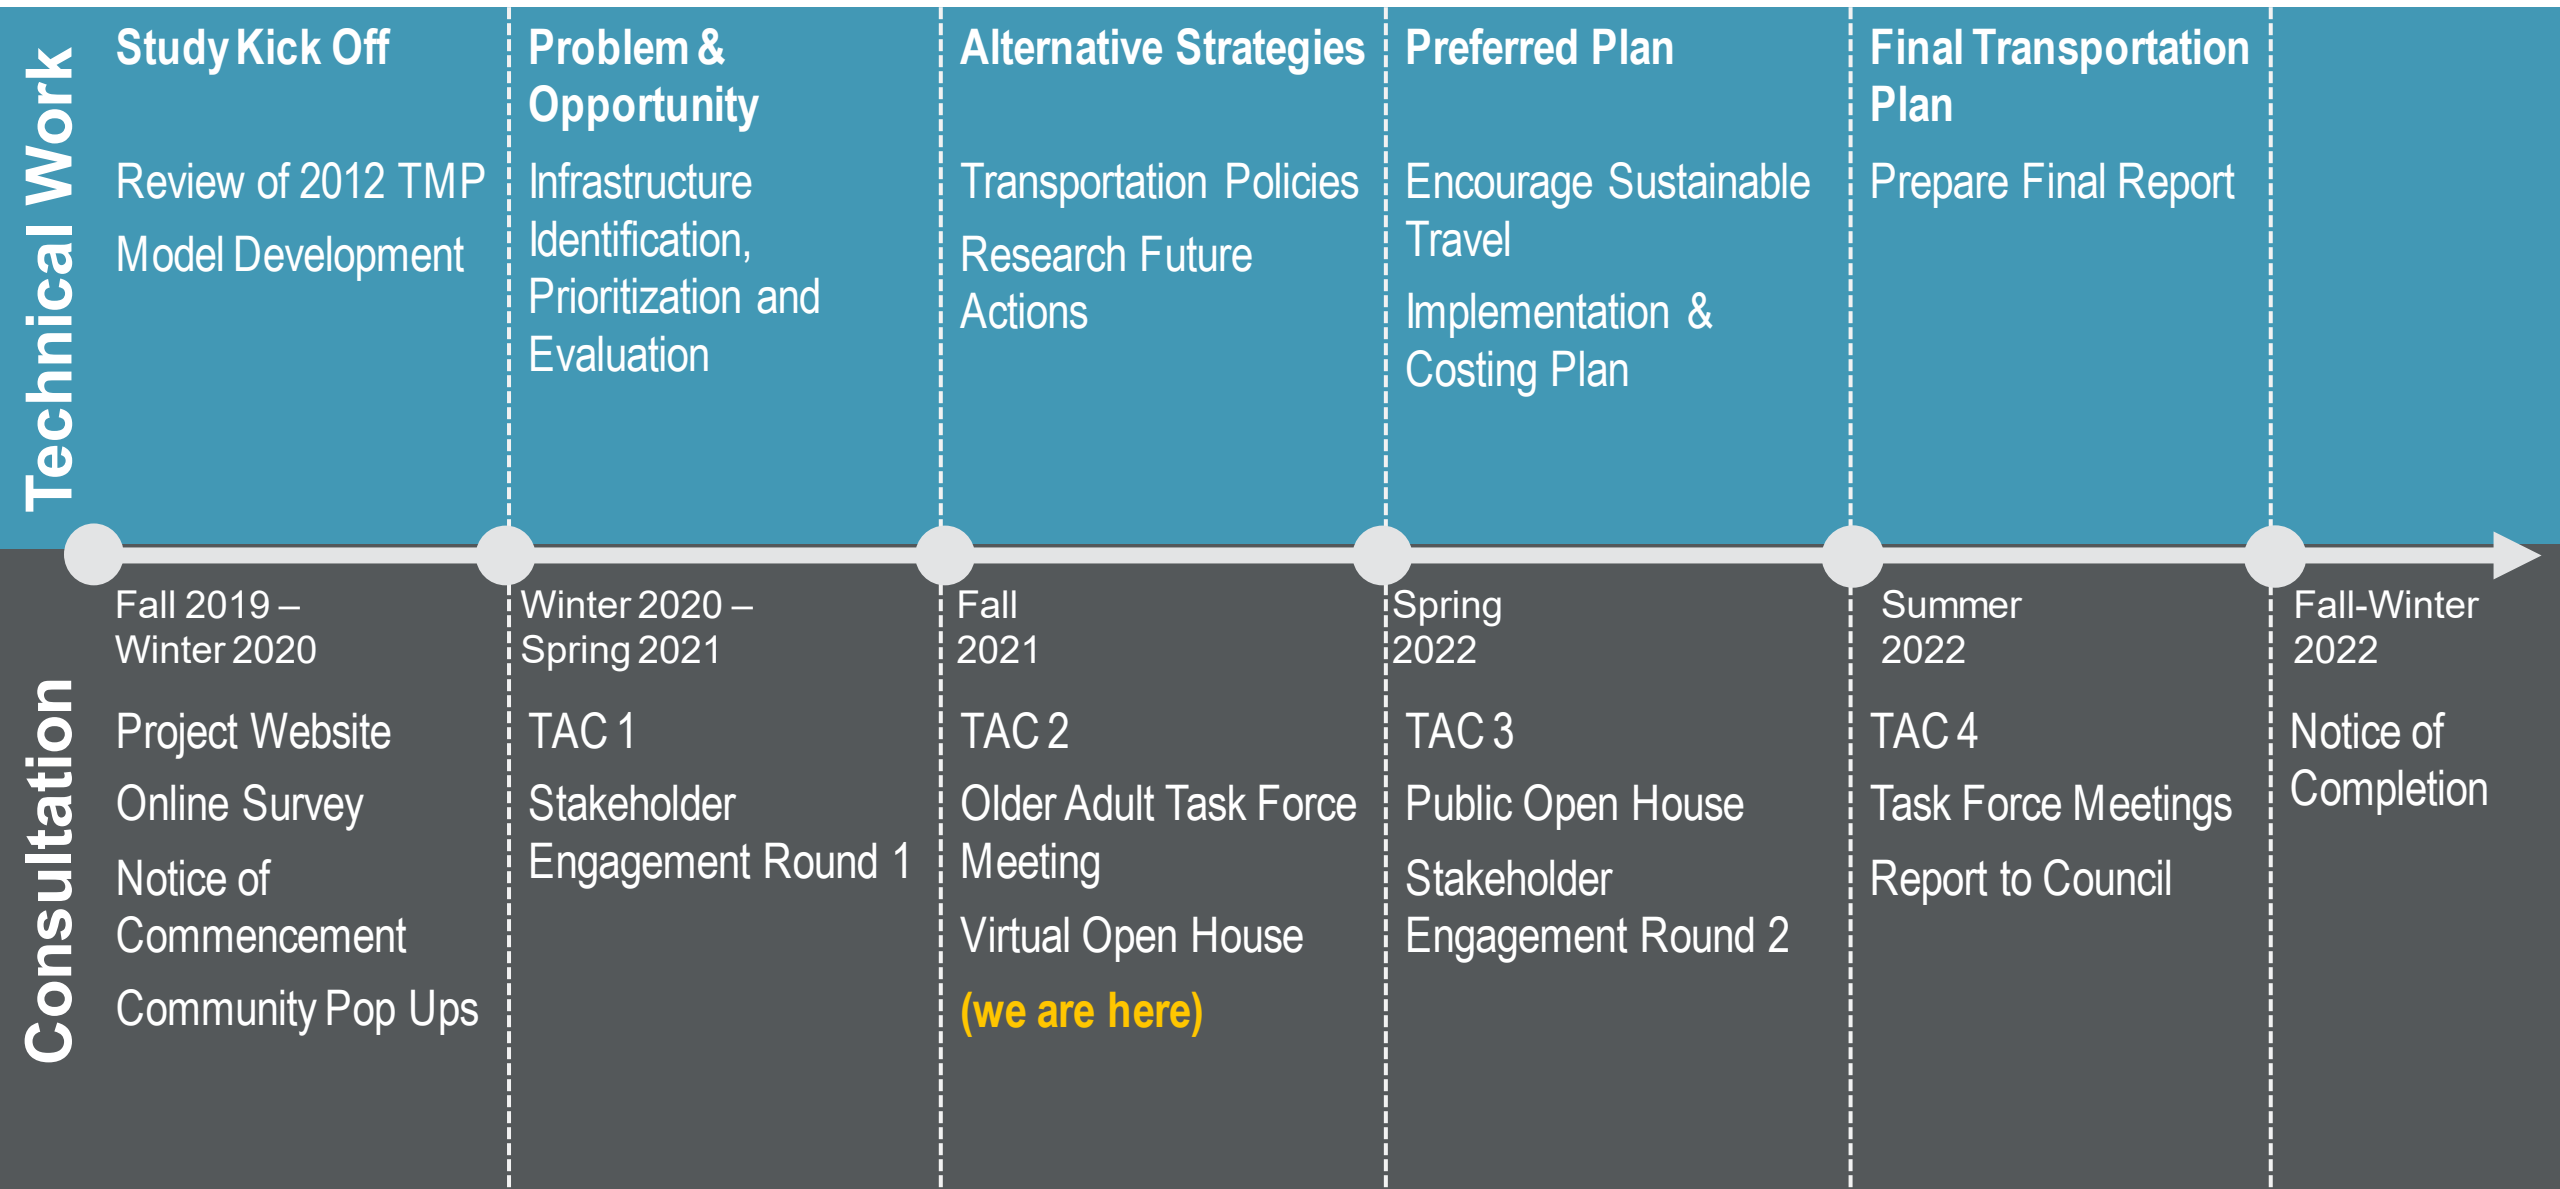 Technical Work
Study Kick Off
Review of 2012 TMP
Model Development
Problem &
Opportunity
Infrastructure
Identification,
Prioritization and
Evaluation
Alternative Strategies
Transportation Policies
Research Future
Actions
Preferred Plan
Encourage Sustainable
Travel
Implementation &
Costing Plan
Final Transportation
Plan
Prepare Final Report
Consultation
Fall 2019 –
Winter 2020
Project Website
Online Survey
Notice of
Commencement
Community Pop Ups
Winter 2020 –
Spring 2021
TAC 1
Stakeholder
Engagement Round 1
Fall
2021
TAC 2
Older Adult Task Force
Meeting
Virtual Open House
(we are here)
Spring
2022
TAC 3
Public Open House
Stakeholder
Engagement Round 2
Summer
2022
TAC 4
Task Force Meetings
Report to Council
Fall-Winter
2022
Notice of
Completion